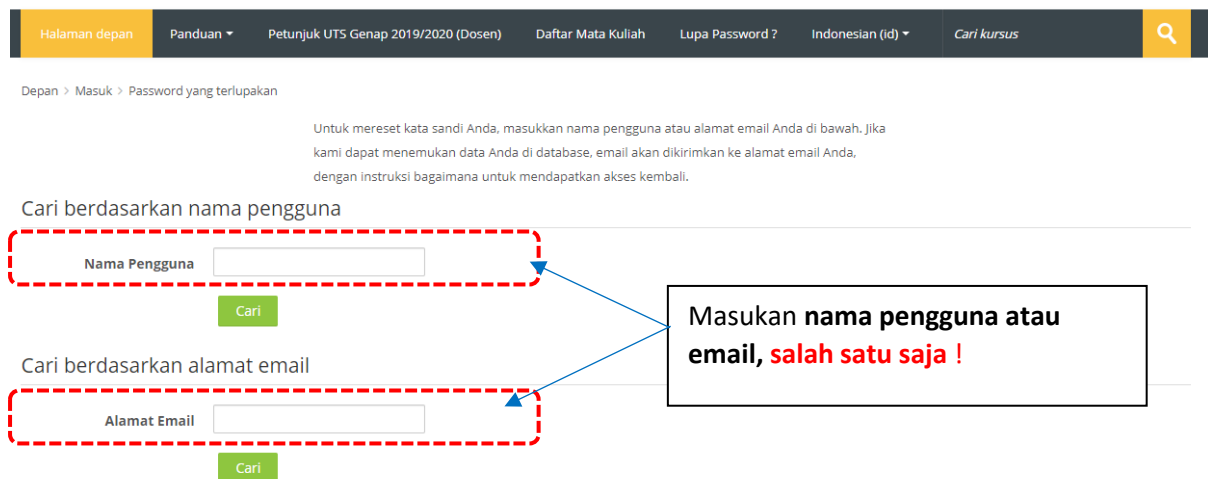 Halaman depan Panduan Petunjuk UTS Genap 2019/2020 (Dosen) Daftar Mata Kuliah Lupa Password ? Indonesian (id) Cari kursus
Depan > Masuk > Password yang terlupakan
Untuk mereset kata sandi Anda, masukkan nama pengguna atau alamat email Anda di bawah. Jika
kami dapat menemukan data Anda di database, email akan dikirimkan ke alamat email Anda,
dengan instruksi bagaimana untuk mendapatkan akses kembali.
Cari berdasarkan nama pengguna
Nama Pengguna
Cari
Masukan nama pengguna atau
email, salah satu saja !
Cari berdasarkan alamat email
Alamat Email
Cari